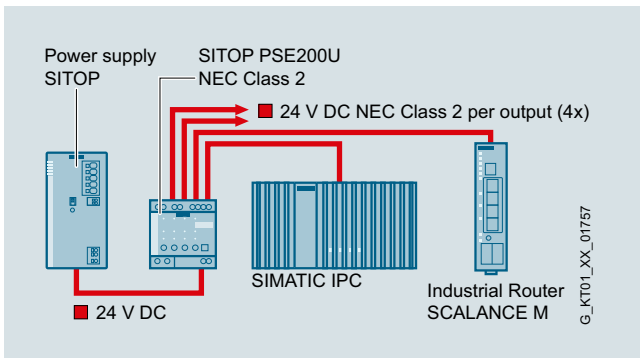 Power supply
SITOP
SITOP PSE200U
NEC Class 2
24 V DC NEC Class 2 per output (4x)
SIMATIC IPC
Industrial Router
SCALANCE M
24 V DC
G_KT01_XX_01757